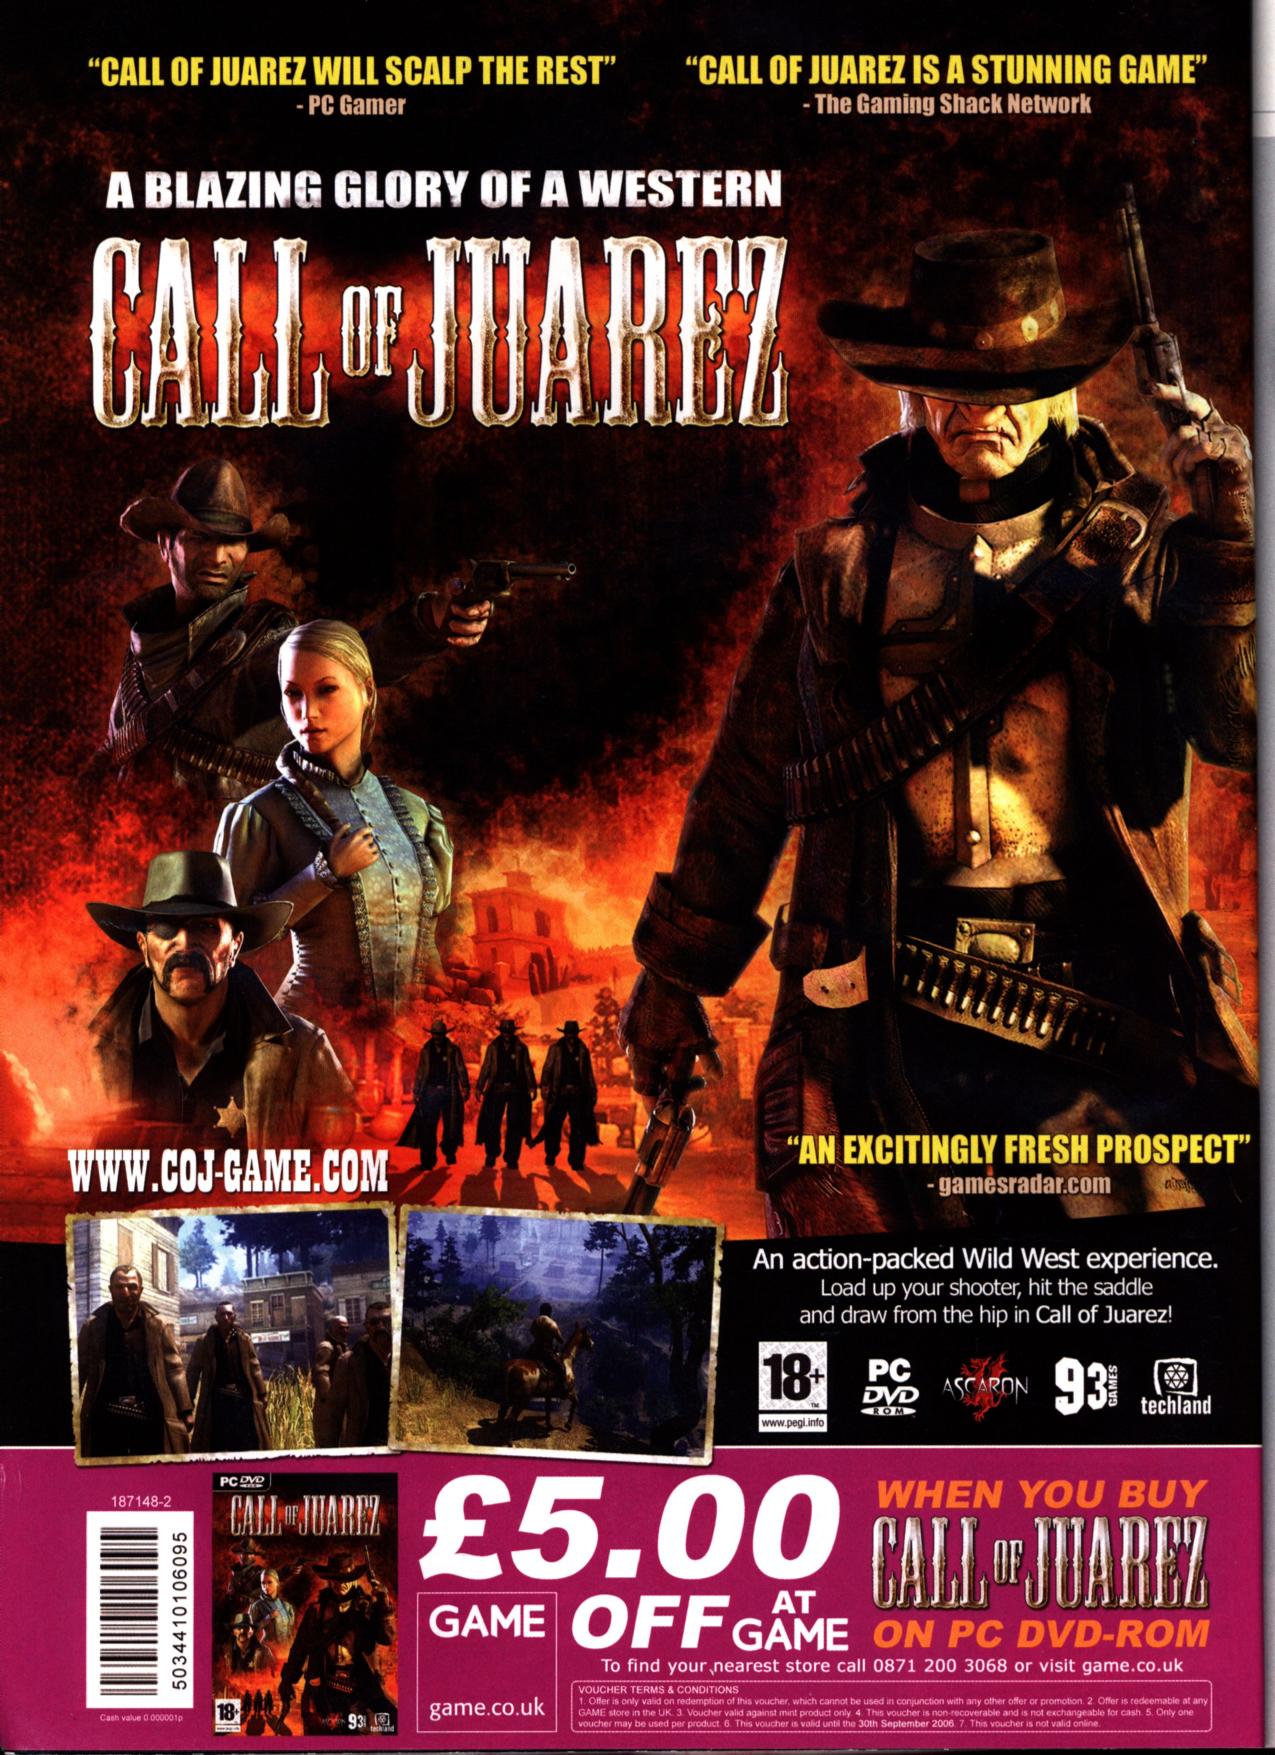 “CALL OF JUAREZ WILL SCALP THE REST”
- PC Gamer
“CALL OF JUAREZ IS A STUNNING GAME”
- The Gaming Shack Network
A BLAZING GLORY OF A WESTERN
CALL OF JUAREZ
WWW.COJ-GAME.COM
“AN EXCITINGLY FRESH PROSPECT”
- gamesradar.com
An action-packed Wild West experience.
Load up your shooter, hit the saddle
and draw from the hip in Call of Juarez!
18+
www.pegi.info
PC
DVD
ROM
ASCARON
93 GAMES
techland
187148-2
5034410106095
Cash value 0.000001p
PC DVD
CALL OF JUAREZ
18+
93
techland
£5.00
OFF AT GAME
GAME
game.co.uk
WHEN YOU BUY
CALL OF JUAREZ
ON PC DVD-ROM
To find your nearest store call 0871 200 3068 or visit game.co.uk
VOUCHER TERMS & CONDITIONS
1. Offer is only valid on redemption of this voucher, which cannot be used in conjunction with any other offer or promotion. 2. Offer is redeemable at any
GAME store in the UK. 3. Voucher valid against mint product only. 4. This voucher is non-recoverable and is not exchangeable for cash. 5. Only one
voucher may be used per product. 6. This voucher is valid until the 30th September 2006. 7. This voucher is not valid online.